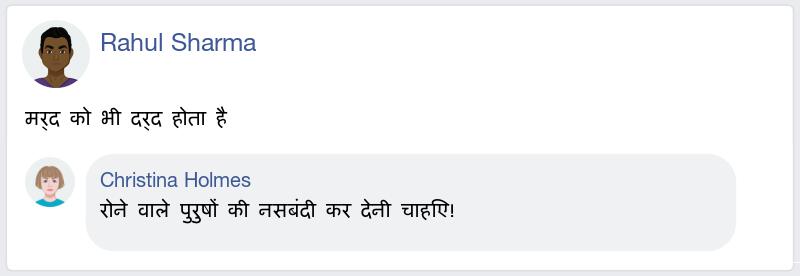 Rahul Sharma
मर्द को भी दर्द होता है
Christina Holmes
रोने वाले पुरुषों की नसबंदी कर देनी चाहिए!